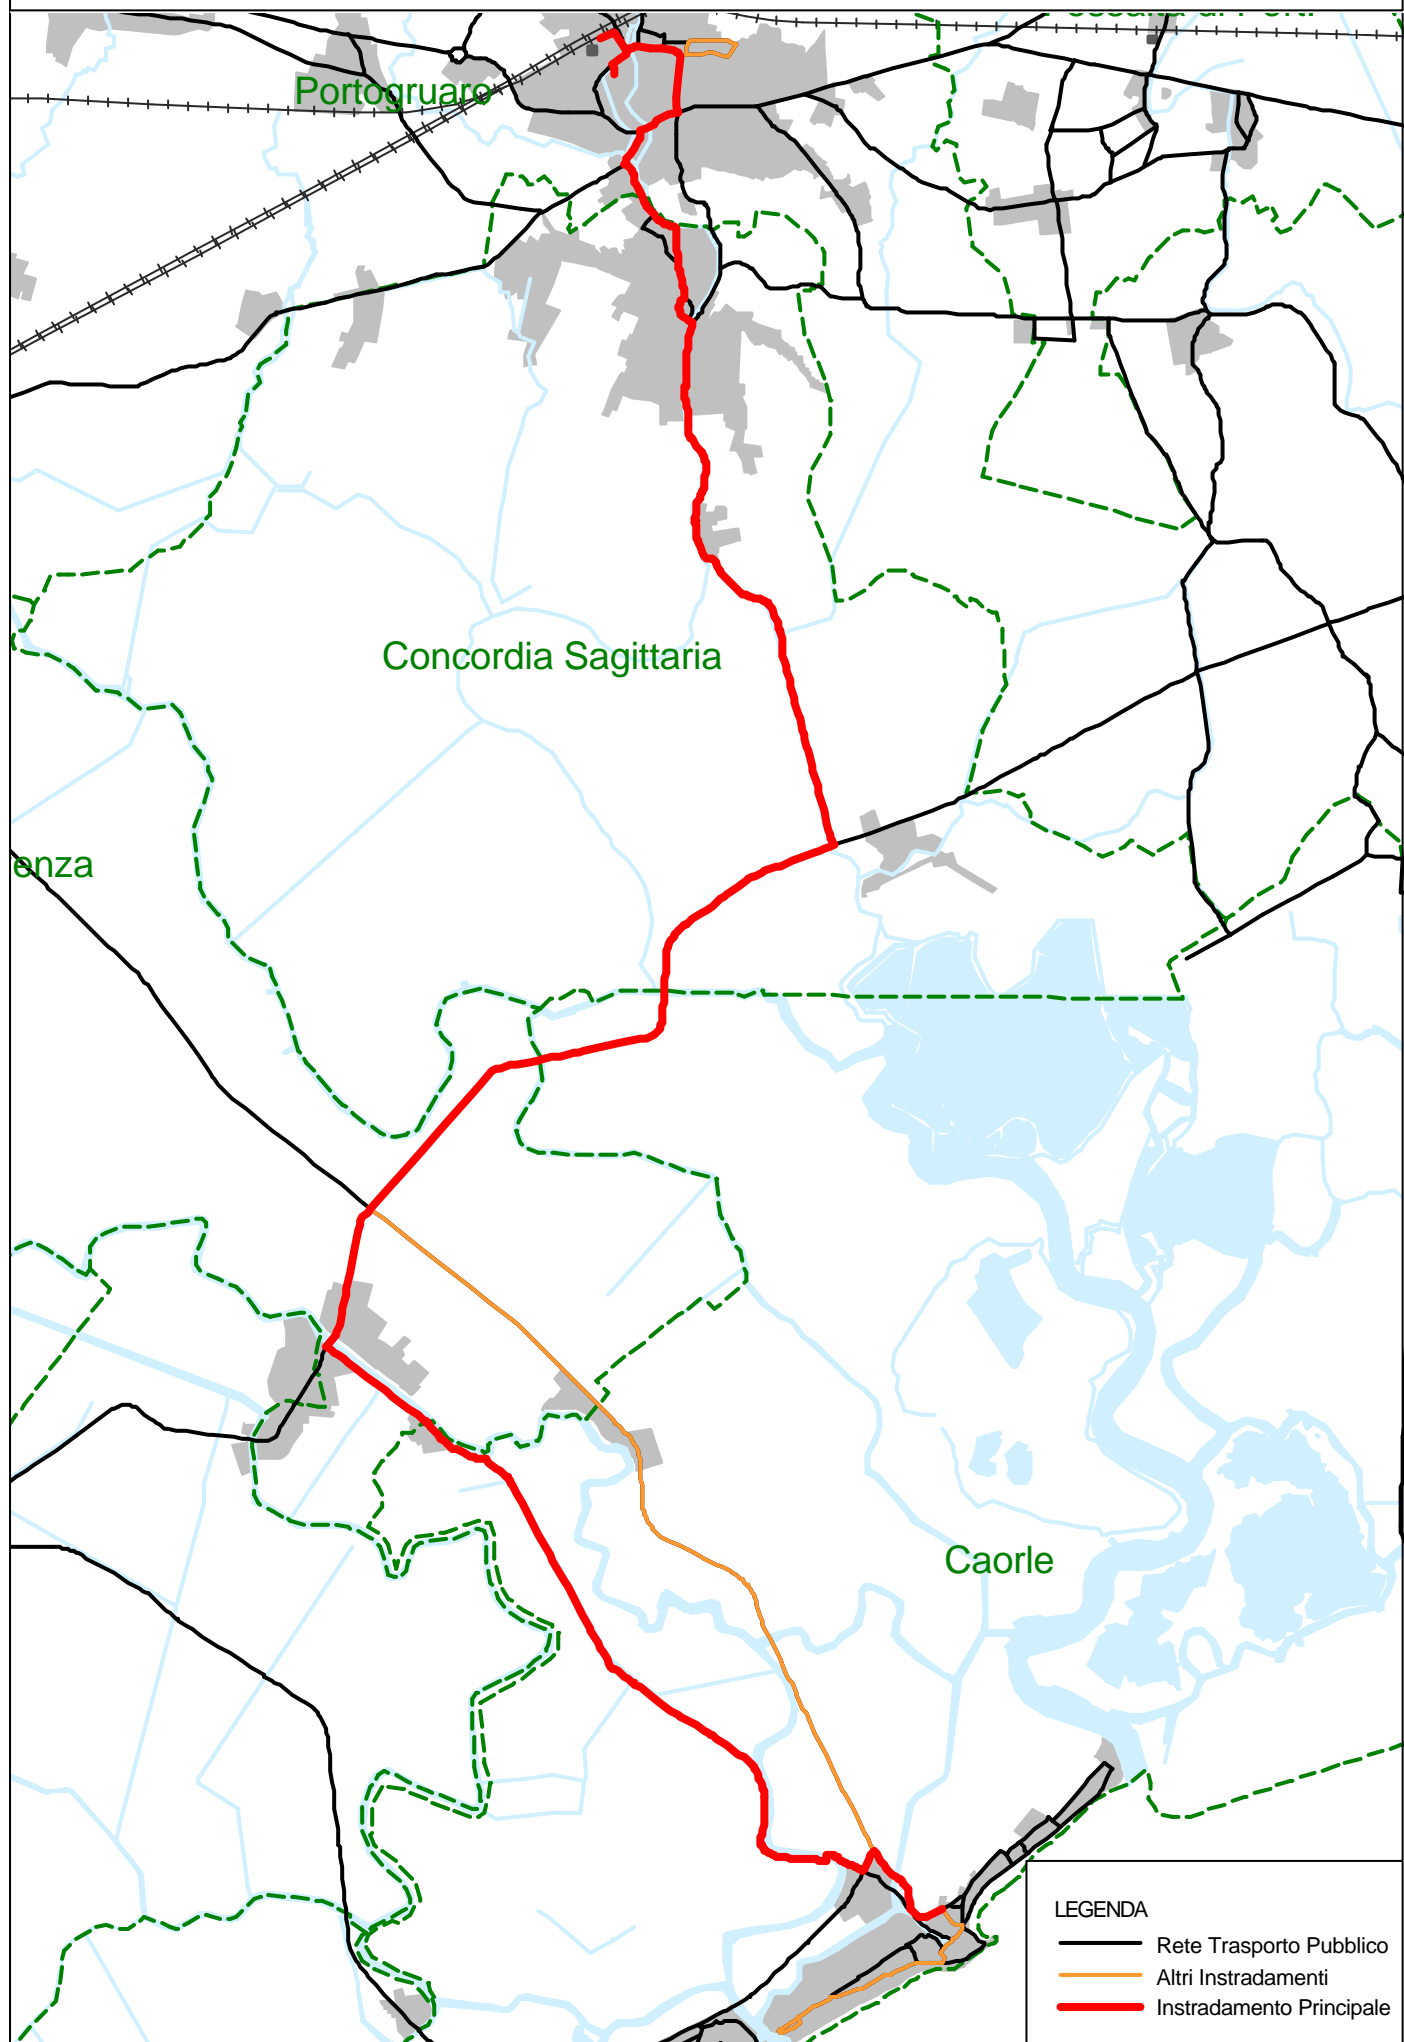 Portogruaro
Concordia Sagittaria
enza
Caorle
LEGENDA
Rete Trasporto Pubblico
Altri Instradamenti
Instradamento Principale